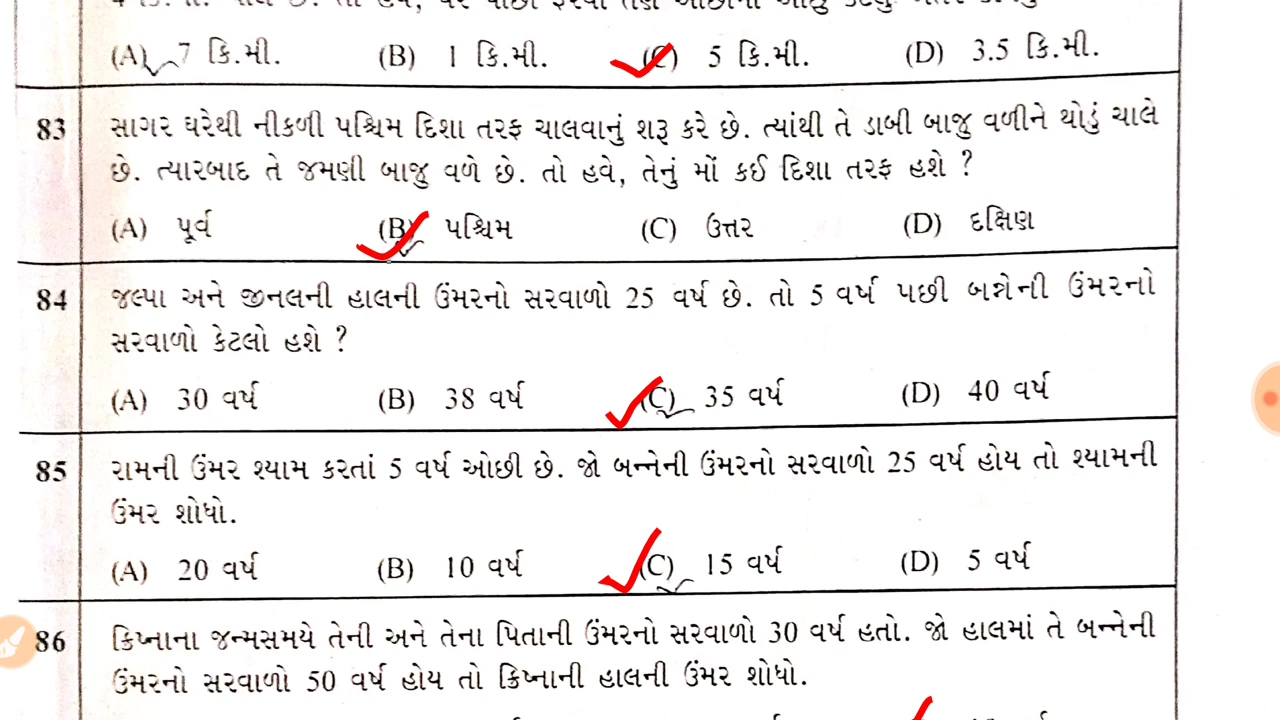 (A) 7 કિ.મી. (B) 1 કિ.મી. (C) 5 કિ.મી. (D) 3.5 કિ.મી.
83 સાગર ઘરેથી નીકળી પશ્ચિમ દિશા તરફ ચાલવાનું શરૂ કરે છે. ત્યાંથી તે ડાબી બાજુ વળીને થોડું ચાલે
છે. ત્યારબાદ તે જમણી બાજુ વળે છે. તો હવે, તેનું મોં કઈ દિશા તરફ હશે ?
(A) પૂર્વ (B) પશ્ચિમ (C) ઉત્તર (D) દક્ષિણ
84 જલ્પા અને જીનલની હાલની ઉંમરનો સરવાળો 25 વર્ષ છે. તો 5 વર્ષ પછી બન્નેની ઉંમરનો
સરવાળો કેટલો હશે ?
(A) 30 વર્ષ (B) 38 વર્ષ (C) 35 વર્ષ (D) 40 વર્ષ
85 રામની ઉંમર શ્યામ કરતાં 5 વર્ષ ઓછી છે. જો બન્નેની ઉંમરનો સરવાળો 25 વર્ષ હોય તો શ્યામની
ઉંમર શોધો.
(A) 20 વર્ષ (B) 10 વર્ષ (C) 15 વર્ષ (D) 5 વર્ષ
86 ક્રિષ્નાના જન્મસમયે તેની અને તેના પિતાની ઉંમરનો સરવાળો 30 વર્ષ હતો. જો હાલમાં તે બન્નેની
ઉંમરનો સરવાળો 50 વર્ષ હોય તો ક્રિષ્નાની હાલની ઉંમર શોધો.